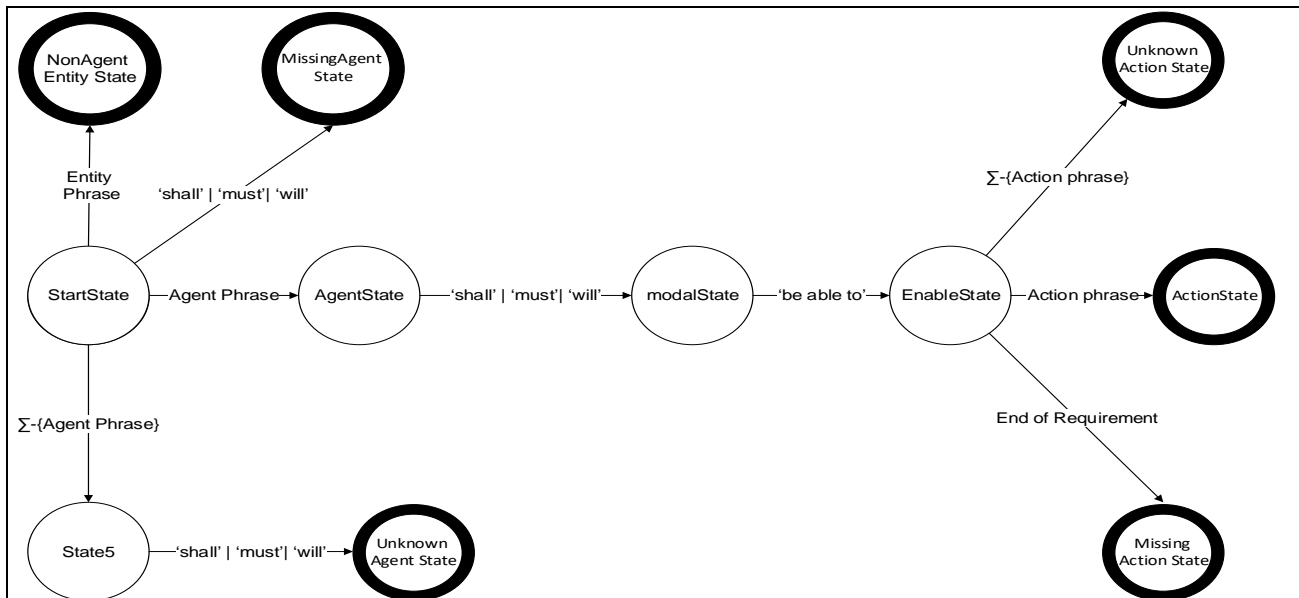 NonAgent
Entity State
MissingAgent
State
Unknown
Action State
Entity
Phrase
‘shall’ | ‘must’| ‘will’
∑-{Action phrase}
StartState
Agent Phrase
AgentState
‘shall’ | ‘must’| ‘will’
modalState
‘be able to’
EnableState
Action phrase
ActionState
∑-{Agent Phrase}
End of Requirement
State5
‘shall’ | ‘must’| ‘will’
Unknown
Agent State
Missing
Action State